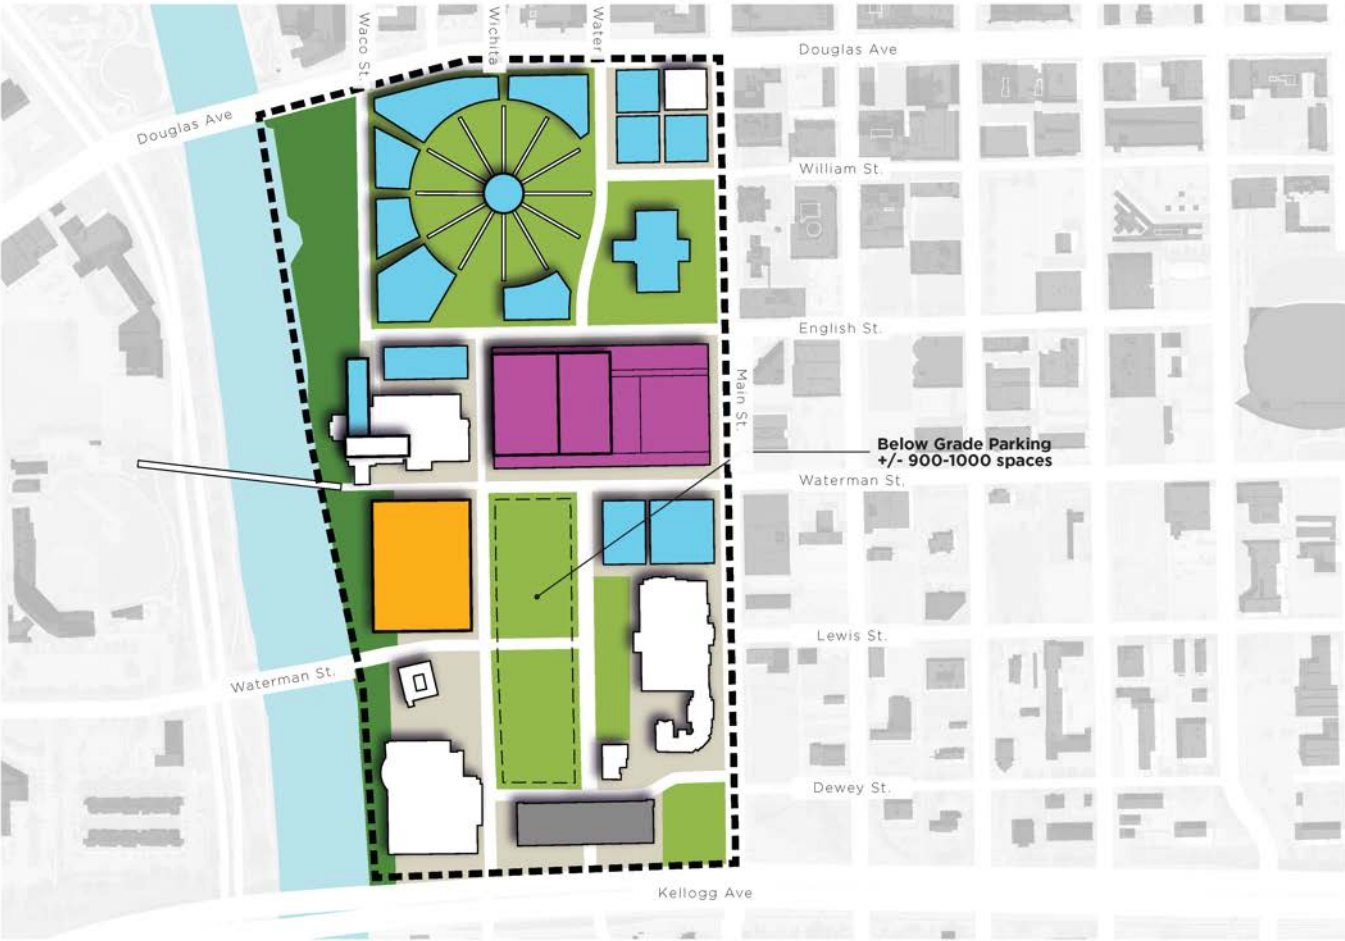 Waco St.
Wichita
Water
Douglas Ave
Douglas Ave
William St.
English St.
Main St.
Below Grade Parking
+/- 900-1000 spaces
Waterman St.
Lewis St.
Waterman St.
Dewey St.
Kellogg Ave